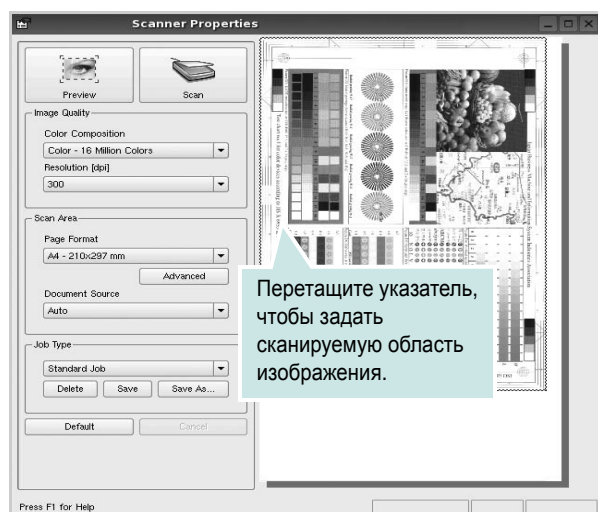 Scanner Properties
Preview
Scan
Image Quality
Color Composition
Color - 16 Million Colors
Resolution [dpi]
300
Scan Area
Page Format
A4 - 210x297 mm
Advanced
Document Source
Auto
Job Type
Standard Job
Delete
Save
Save As...
Default
Cancel
Press F1 for Help
Перетащите указатель,
чтобы задать
сканируемую область
изображения.